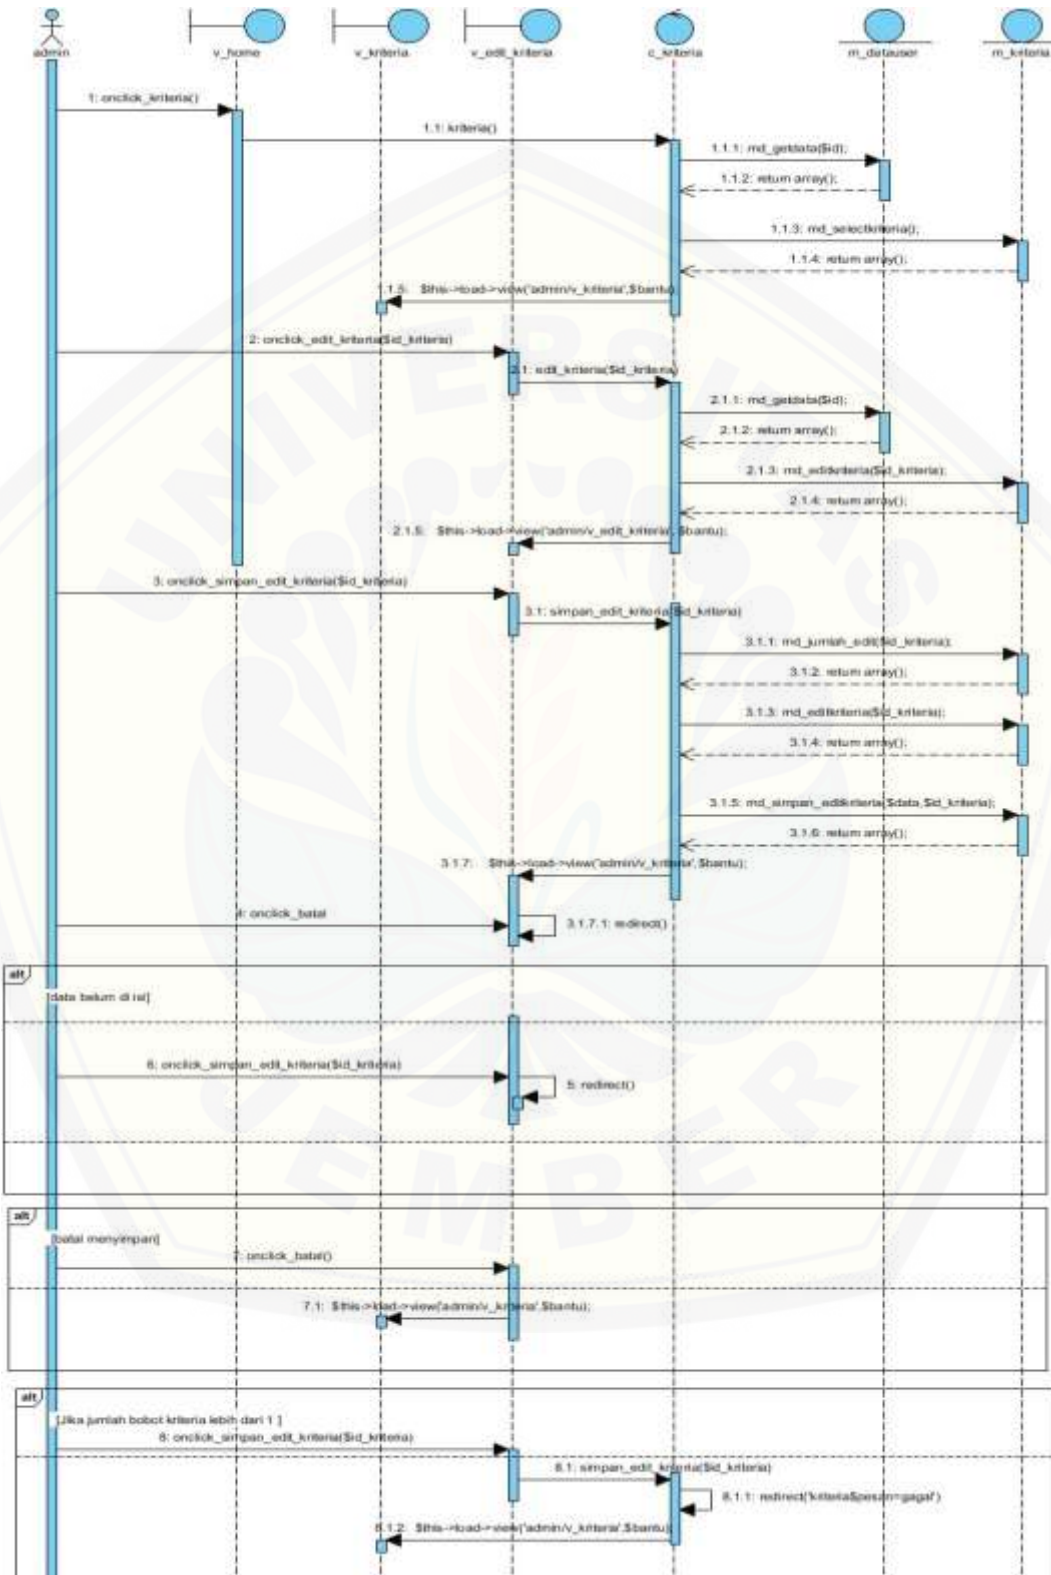 admin
v_home
v_kriteria
v_edit_kriteria
c_kriteria
m_datauser
m_kriteria
1: onclick_kriteria()
1.1: kriteria()
1.1.1: md_getdata($id);
1.1.2: return array();
1.1.3: md_selectkriteria();
1.1.4: return array();
1.1.5: $this->load->view('admin/v_kriteria',$bantu)
2: onclick_edit_kriteria($id_kriteria)
2.1: edit_kriteria($id_kriteria)
2.1.1: md_getdata($id);
2.1.2: return array();
2.1.3: md_editkriteria($id_kriteria);
2.1.4: return array();
2.1.5: $this->load->view('admin/v_edit_kriteria', $bantu);
3: onclick_simpan_edit_kriteria($id_kriteria)
3.1: simpan_edit_kriteria($id_kriteria)
3.1.1: md_jumlah_edit($id_kriteria);
3.1.2: return array();
3.1.3: md_editkriteria($id_kriteria);
3.1.4: return array();
3.1.5: md_simpan_editkriteria($data,$id_kriteria);
3.1.6: return array();
3.1.7: $this->load->view('admin/v_kriteria',$bantu);
4: onclick_batal
3.1.7.1: redirect()
alt
[data belum di isi]
6: onclick_simpan_edit_kriteria($id_kriteria)
5: redirect()
alt
[batal menyimpan]
7: onclick_batal()
7.1: $this->load->view('admin/v_kriteria',$bantu);
alt
[Jika jumlah bobot kriteria lebih dari 1 ]
8: onclick_simpan_edit_kriteria($id_kriteria)
8.1: simpan_edit_kriteria($id_kriteria)
8.1.1: redirect('kriteria&pesan=gagal')
8.1.2: $this->load->view('admin/v_kriteria',$bantu)
UNIVERSITAS
JEMBER